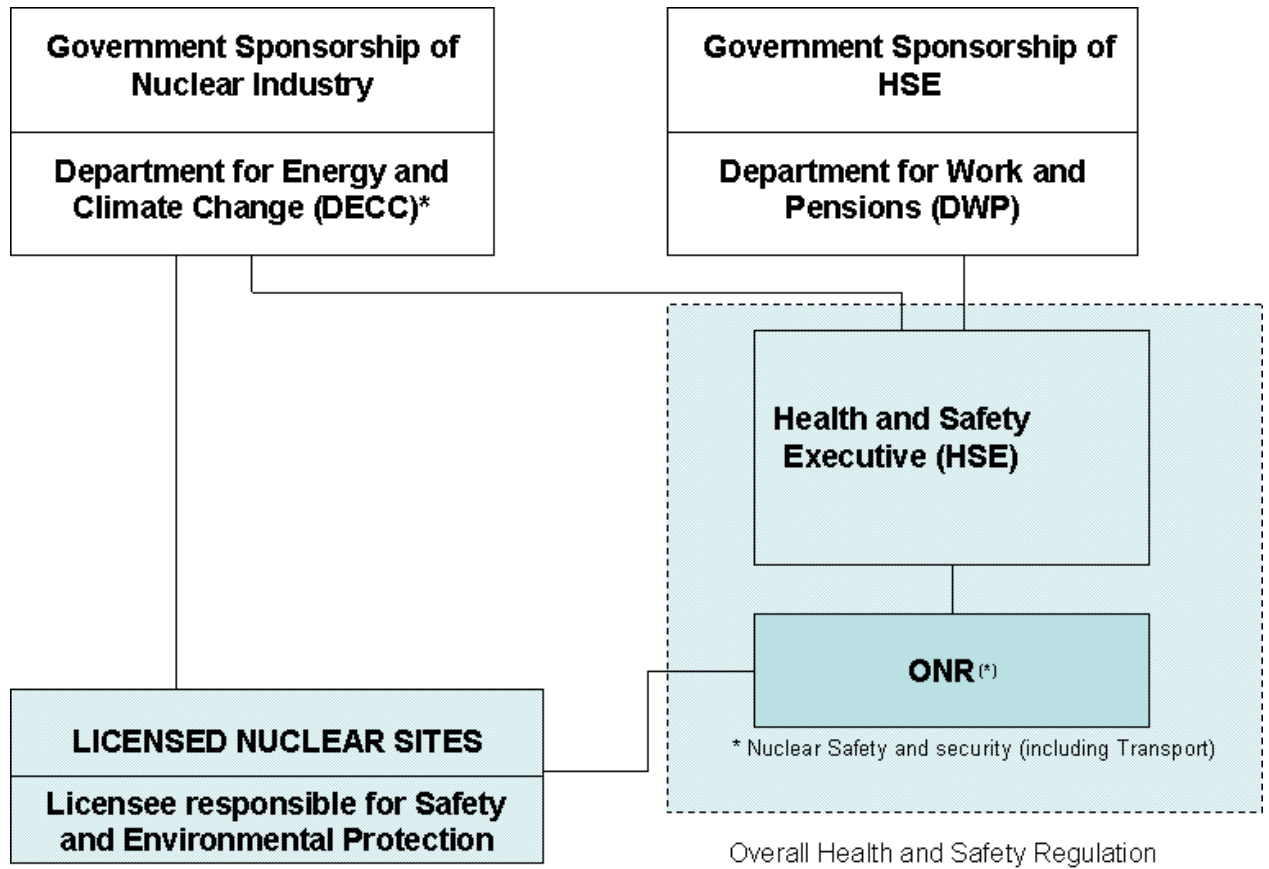 Government Sponsorship of
Nuclear Industry
Department for Energy and
Climate Change (DECC)*
Government Sponsorship of
HSE
Department for Work and
Pensions (DWP)
Health and Safety
Executive (HSE)
ONR (*)
* Nuclear Safety and security (including Transport)
LICENSED NUCLEAR SITES
Licensee responsible for Safety
and Environmental Protection
Overall Health and Safety Regulation